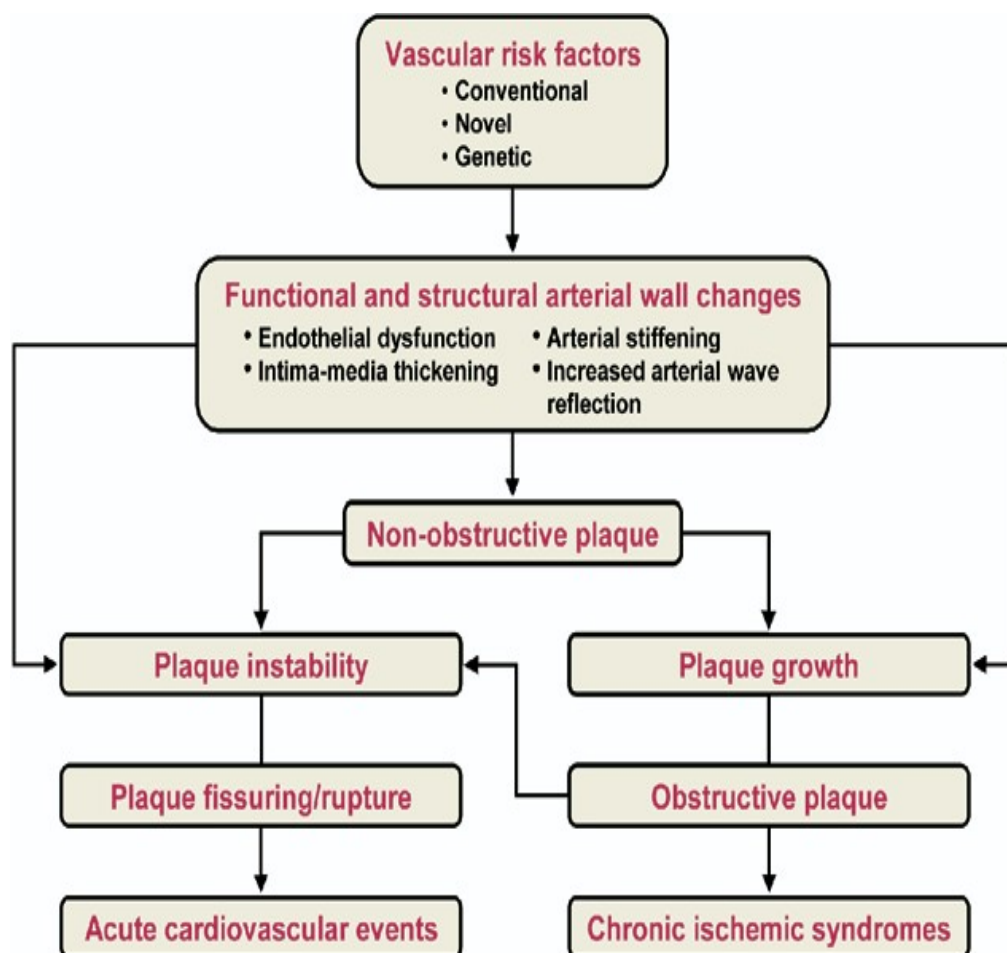 Vascular risk factors
• Conventional
• Novel
• Genetic
Functional and structural arterial wall changes
• Endothelial dysfunction
• Intima-media thickening
• Arterial stiffening
• Increased arterial wave
reflection
Non-obstructive plaque
Plaque instability
Plaque growth
Plaque fissuring/rupture
Obstructive plaque
Acute cardiovascular events
Chronic ischemic syndromes